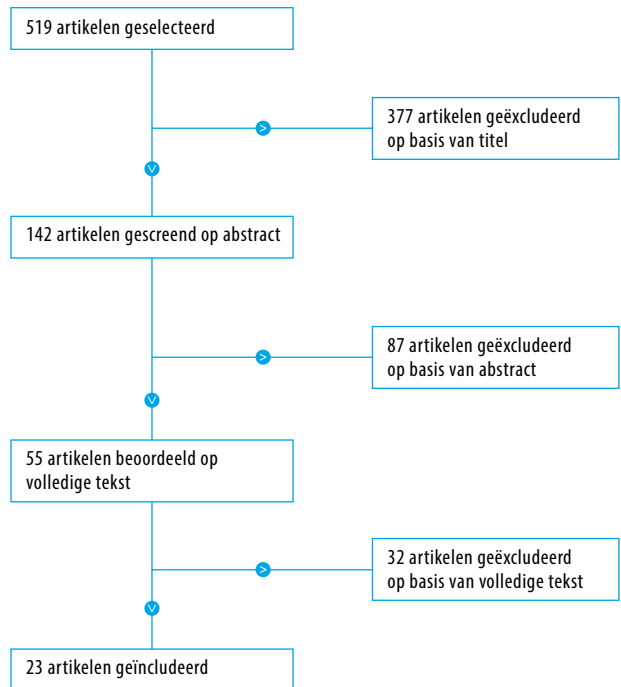 519 artikelen geselecteerd
377 artikelen geëxcludeerd
op basis van titel
142 artikelen gescreend op abstract
87 artikelen geëxcludeerd
op basis van abstract
55 artikelen beoordeeld op
volledige tekst
32 artikelen geëxcludeerd
op basis van volledige tekst
23 artikelen geïncludeerd